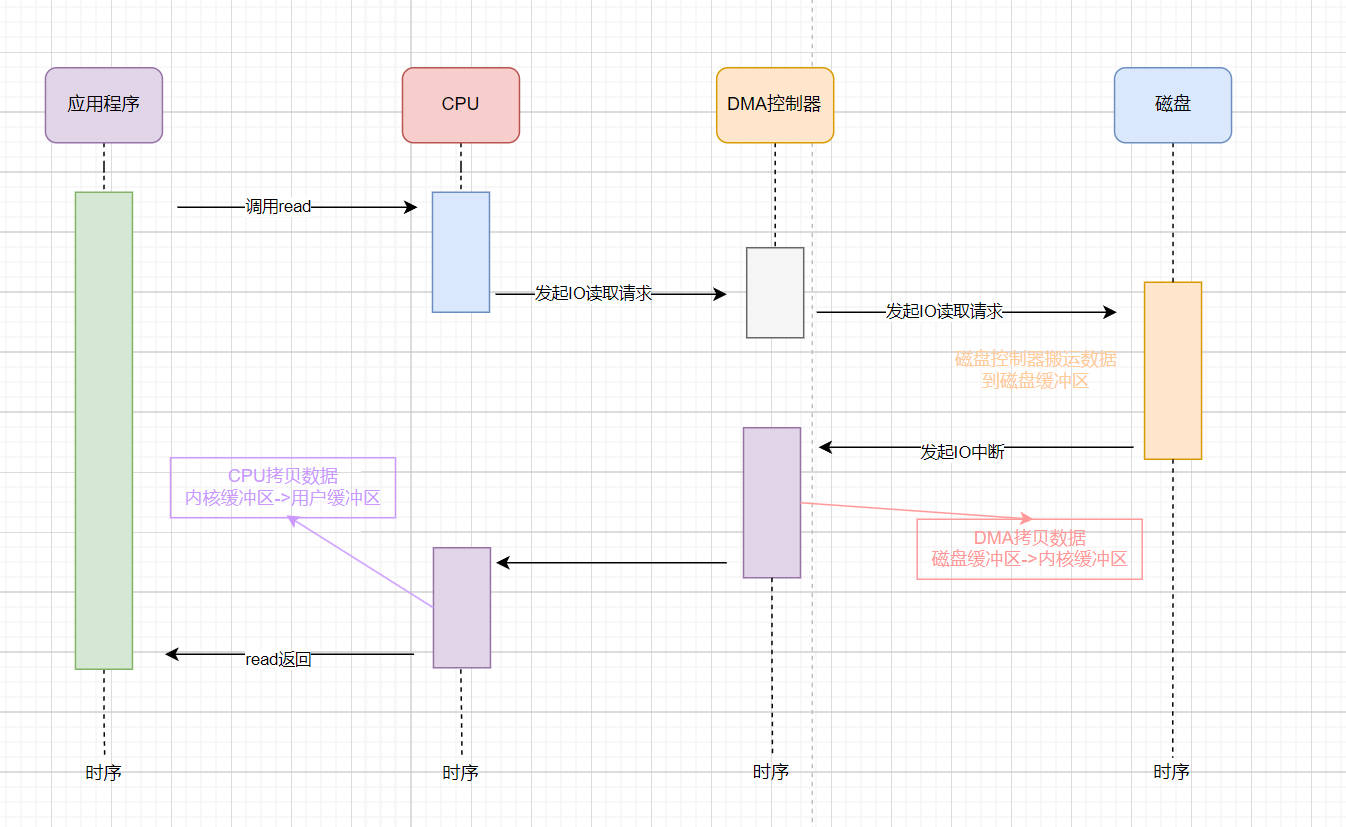 应用程序
CPU
DMA控制器
磁盘
调用read
发起IO读取请求
发起IO读取请求
磁盘控制器搬运数据
到磁盘缓冲区
发起IO中断
CPU拷贝数据
内核缓冲区->用户缓冲区
DMA拷贝数据
磁盘缓冲区->内核缓冲区
read返回
时序
时序
时序
时序